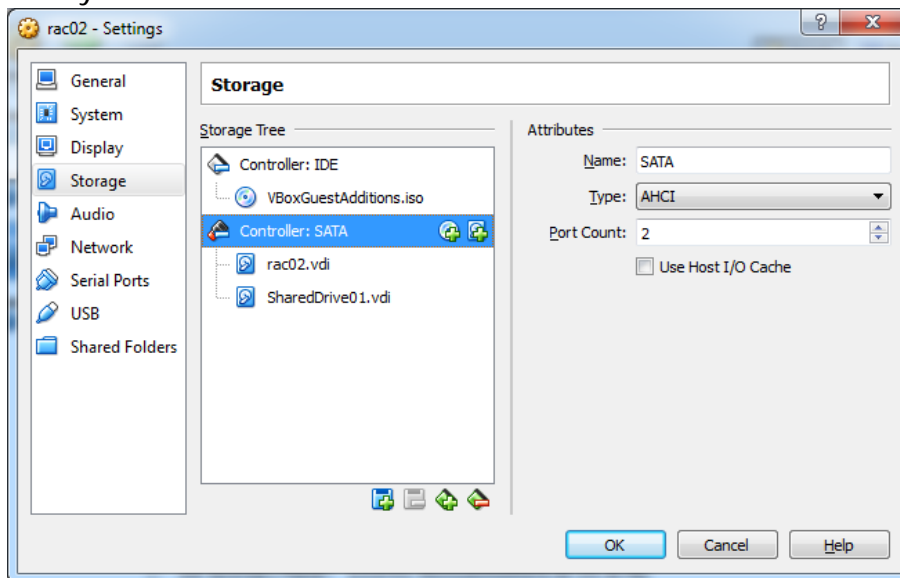 rac02 - Settings
General
System
Display
Storage
Audio
Network
Serial Ports
USB
Shared Folders
Storage
Storage Tree
Controller: IDE
VBoxGuestAdditions.iso
Controller: SATA
rac02.vdi
SharedDrive01.vdi
Attributes
Name: SATA
Type: AHCI
Port Count: 2
Use Host I/O Cache
OK Cancel Help